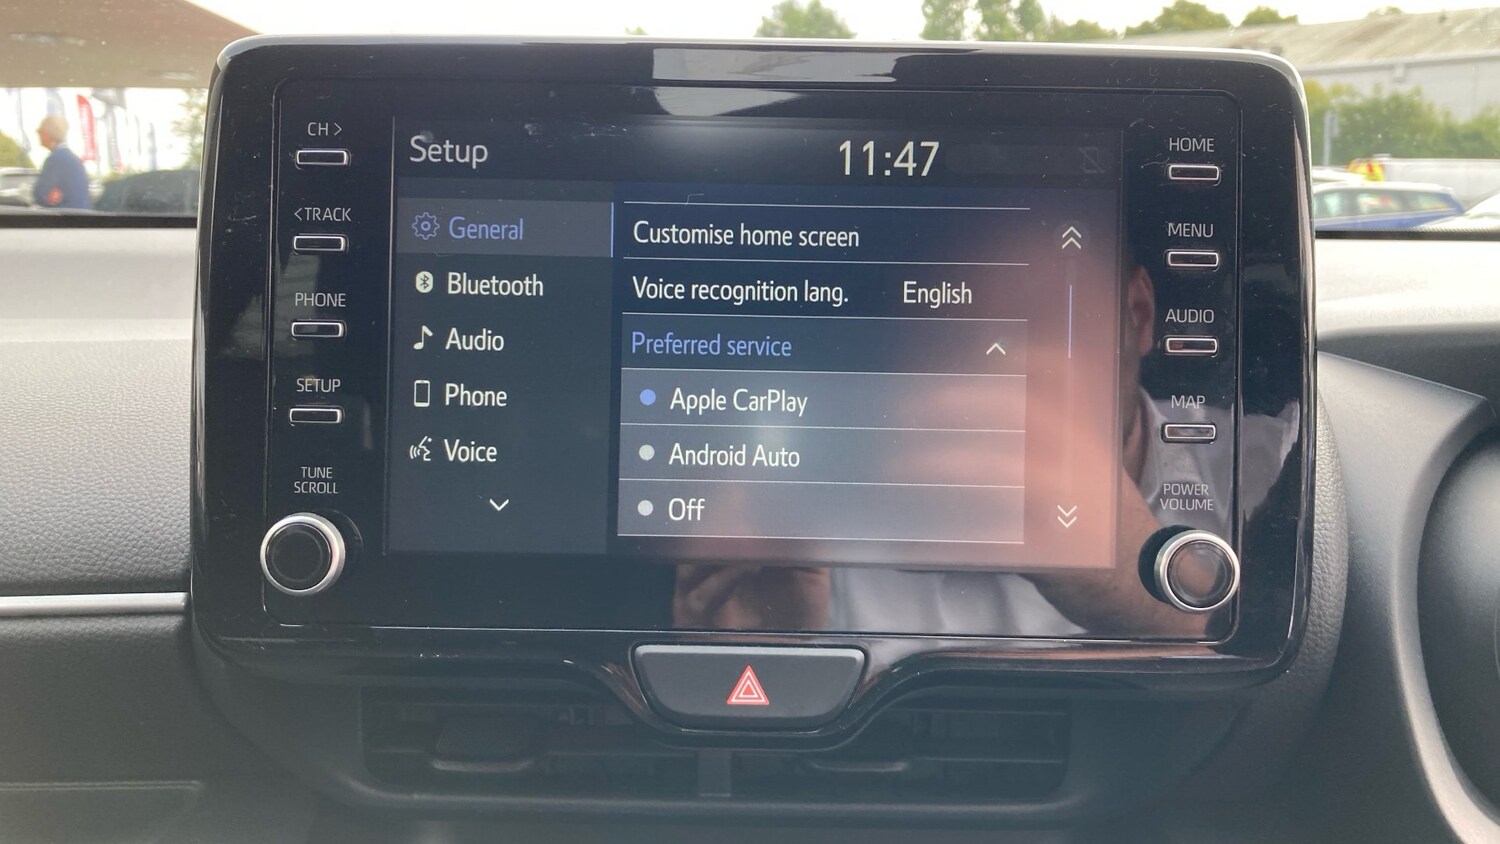 CH >
<TRACK
PHONE
SETUP
TUNE
SCROLL
Setup
11:47
General
Bluetooth
Audio
Phone
Voice
Customise home screen
Voice recognition lang. English
Preferred service
Apple CarPlay
Android Auto
Off
HOME
MENU
AUDIO
MAP
POWER
VOLUME